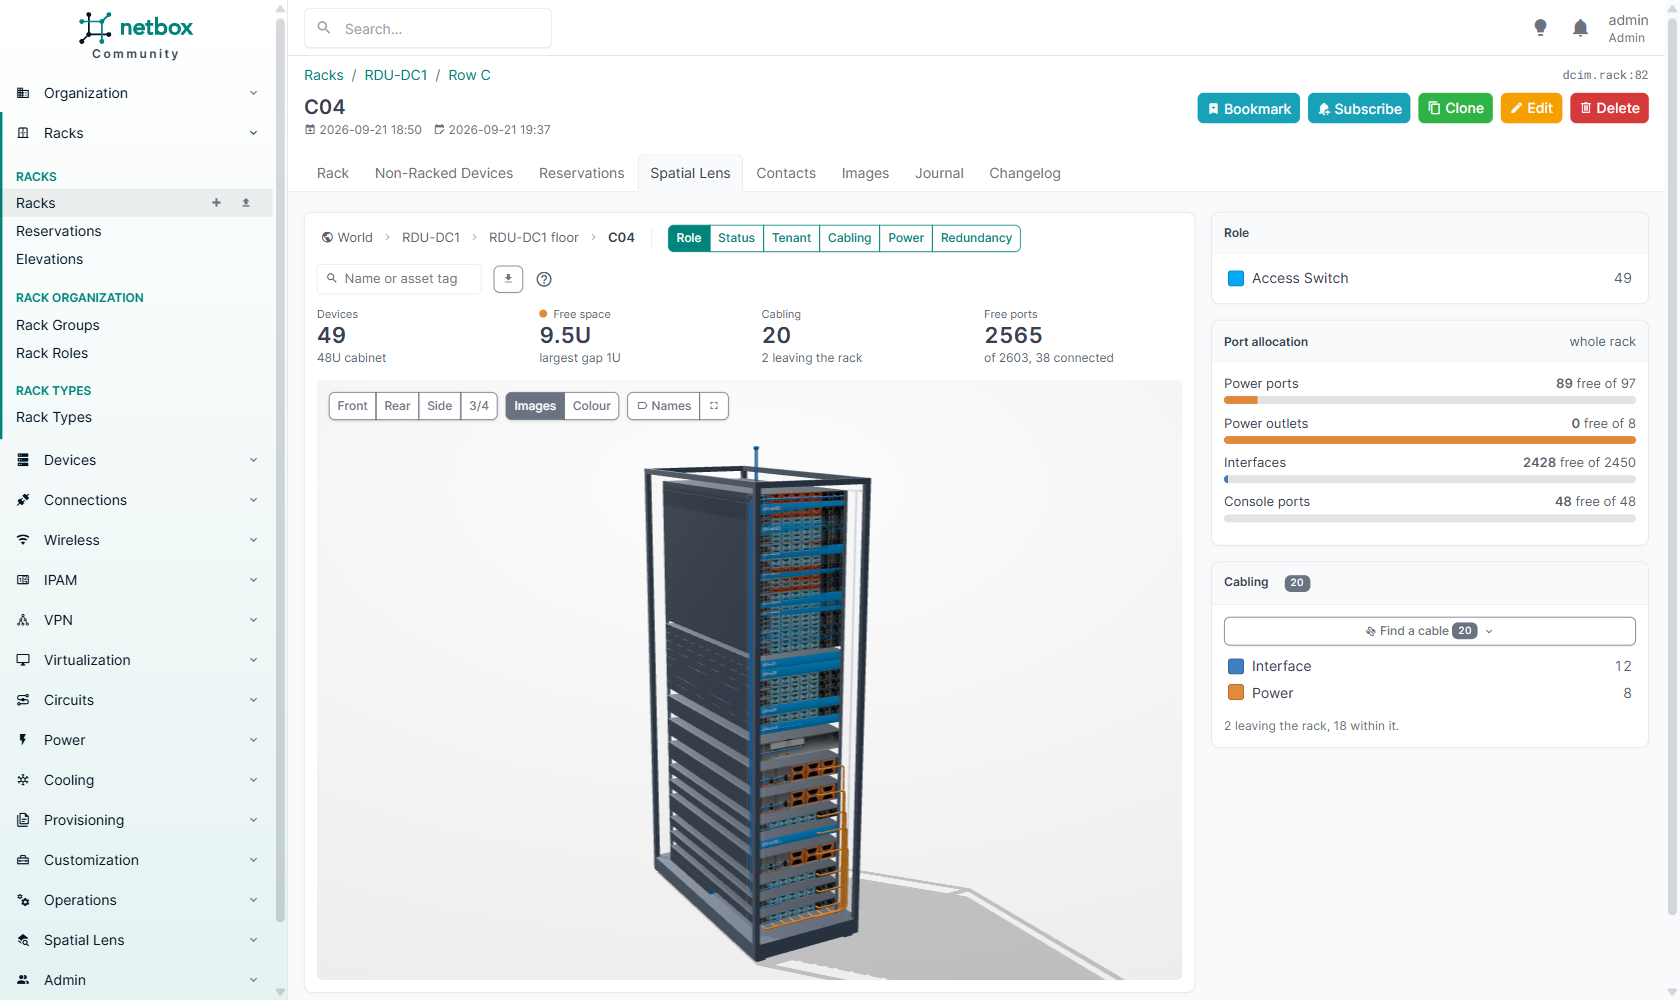 netbox
Community
Search...
admin
Admin
Organization
Racks
RACKS
Racks
Reservations
Elevations
RACK ORGANIZATION
Rack Groups
Rack Roles
RACK TYPES
Rack Types
Devices
Connections
Wireless
IPAM
VPN
Virtualization
Circuits
Power
Cooling
Provisioning
Customization
Operations
Spatial Lens
Admin
Racks / RDU-DC1 / Row C
dcim.rack:82
C04
2026-09-21 18:50 2026-09-21 19:37
Bookmark Subscribe Clone Edit Delete
Rack Non-Racked Devices Reservations Spatial Lens Contacts Images Journal Changelog
World > RDU-DC1 > RDU-DC1 floor > C04
Role Status Tenant Cabling Power Redundancy
Name or asset tag
Devices
49
48U cabinet
Free space
9.5U
largest gap 1U
Cabling
20
2 leaving the rack
Free ports
2565
of 2603, 38 connected
Front Rear Side 3/4 Images Colour Names
Role
Access Switch 49
Port allocation whole rack
Power ports 89 free of 97
Power outlets 0 free of 8
Interfaces 2428 free of 2450
Console ports 48 free of 48
Cabling 20
Find a cable 20
Interface 12
Power 8
2 leaving the rack, 18 within it.